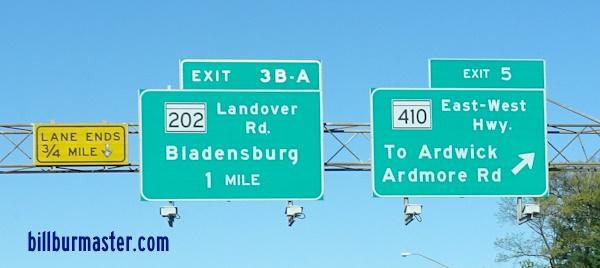 LANE ENDS
3/4 MILE
EXIT 3B-A
202 Landover
Rd.
Bladensburg
1 MILE
EXIT 5
410 East-West
Hwy.
To Ardwick
Ardmore Rd
billburmaster.com